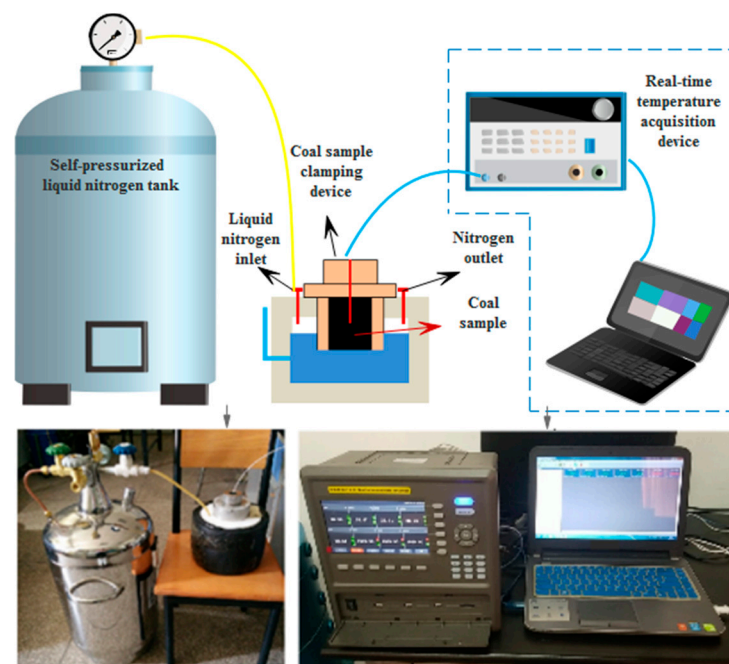 Self-pressurized
liquid nitrogen tank
Coal sample
clamping
device
Real-time
temperature
acquisition
device
Liquid
nitrogen
inlet
Nitrogen
outlet
Coal
sample